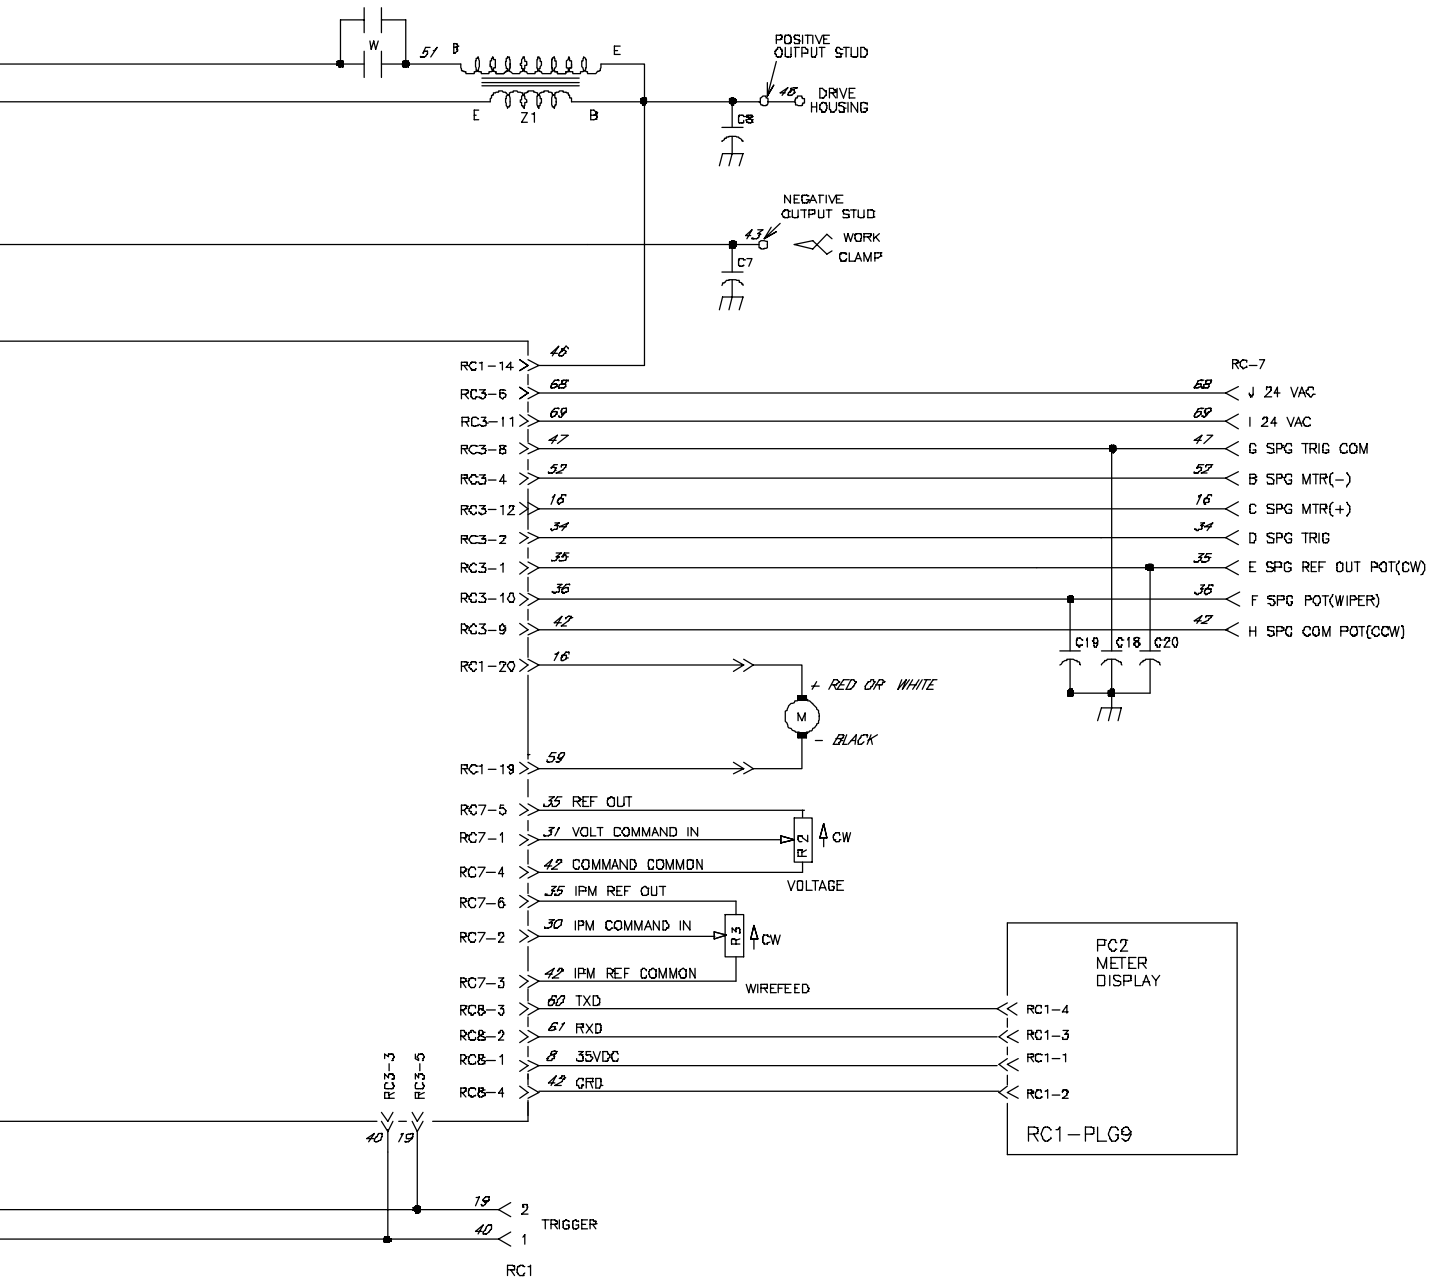 W
51 B E
POSITIVE
OUTPUT STUD
46 DRIVE
HOUSING
E Z1 B
C8
NEGATIVE
OUTPUT STUD
43 WORK
CLAMP
C7
RC1-14 46
RC-7
RC3-6 68 68 J 24 VAC
RC3-11 69 69 I 24 VAC
RC3-8 47 47 G SPG TRIG COM
RC3-4 52 52 B SPG MTR(-)
RC3-12 16 16 C SPG MTR(+)
RC3-2 34 34 D SPG TRIG
RC3-1 35 35 E SPG REF OUT POT(CW)
RC3-10 36 36 F SPG POT(WIPER)
RC3-9 42 42 H SPG COM POT(CCW)
C19 C18 C20
RC1-20 16
+ RED OR WHITE
M
- BLACK
RC1-19 59
RC7-5 35 REF OUT
RC7-1 31 VOLT COMMAND IN R2 CW
RC7-4 42 COMMAND COMMON
VOLTAGE
RC7-6 35 IPM REF OUT
RC7-2 30 IPM COMMAND IN R3 CW
RC7-3 42 IPM REF COMMON
WIREFEED
PC2
METER
DISPLAY
RC8-3 60 TXD RC1-4
RC8-2 61 RXD RC1-3
RC8-1 8 35VDC RC1-1
RC8-4 42 GRD RC1-2
RC1-PLG9
RC3-3 RC3-5
40 19
19 2
TRIGGER
40 1
RC1